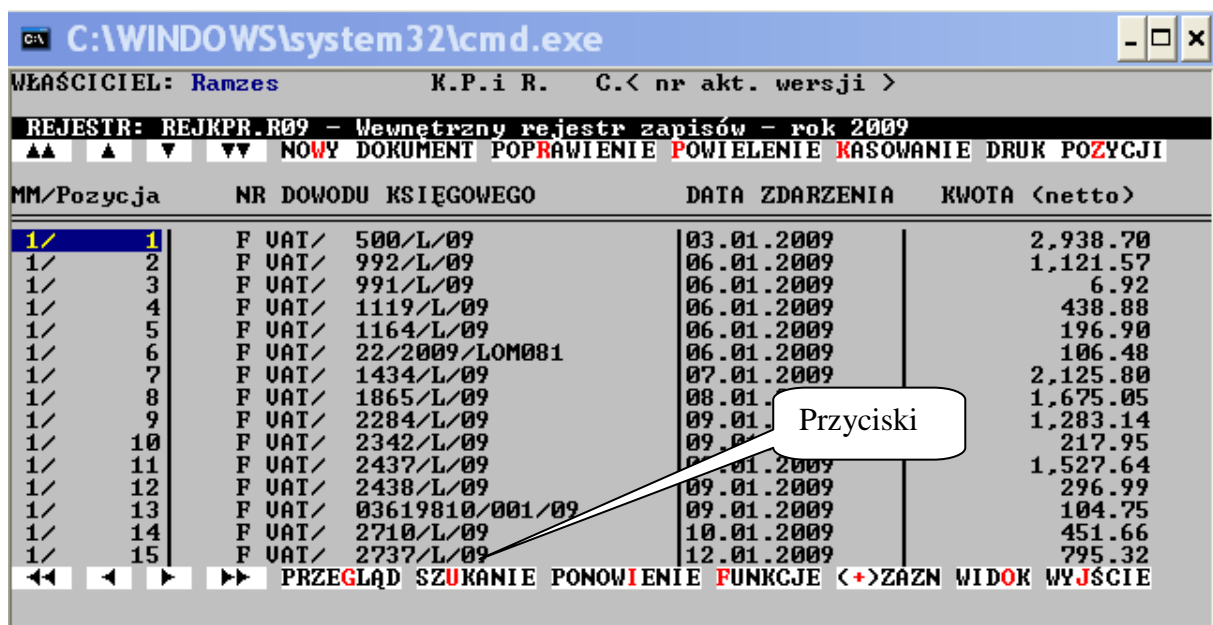 C:\WINDOWS\system32\cmd.exe
WŁAŚCICIEL: Ramzes K.P.i R. C.< nr akt. wersji >
REJESTR: REJKPR.R09 – Wewnętrzny rejestr zapisów – rok 2009
▲▲ ▲ ▼ ▼▼ NOWY DOKUMENT POPRAWIENIE POWIELENIE KASOWANIE DRUK POZYCJI
MM/Pozycja NR DOWODU KSIĘGOWEGO DATA ZDARZENIA KWOTA (netto)
1/ 1 F VAT/ 500/L/09 03.01.2009 2,938.70
1/ 2 F VAT/ 992/L/09 06.01.2009 1,121.57
1/ 3 F VAT/ 991/L/09 06.01.2009 6.92
1/ 4 F VAT/ 1119/L/09 06.01.2009 438.88
1/ 5 F VAT/ 1164/L/09 06.01.2009 196.90
1/ 6 F VAT/ 22/2009/LOM081 06.01.2009 106.48
1/ 7 F VAT/ 1434/L/09 07.01.2009 2,125.80
1/ 8 F VAT/ 1865/L/09 08.01 1,675.05
1/ 9 F VAT/ 2284/L/09 09.01. 1,283.14
Przyciski
1/ 10 F VAT/ 2342/L/09 217.95
1/ 11 F VAT/ 2437/L/09 .01.2009 1,527.64
1/ 12 F VAT/ 2438/L/09 09.01.2009 296.99
1/ 13 F VAT/ 03619810/001/09 09.01.2009 104.75
1/ 14 F VAT/ 2710/L/09 10.01.2009 451.66
1/ 15 F VAT/ 2737/L/09 12.01.2009 795.32
◄◄ ◄ ► ►► PRZEGLĄD SZUKANIE PONOWIENIE FUNKCJE (+)ZAZN WIDOK WYJŚCIE